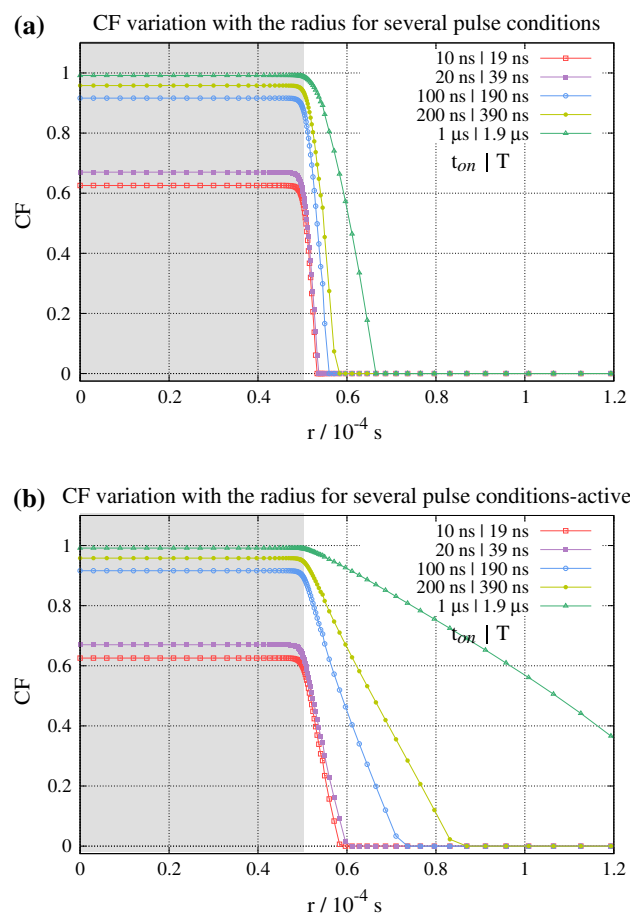 (a) CF variation with the radius for several pulse conditions
10 ns | 19 ns
20 ns | 39 ns
100 ns | 190 ns
200 ns | 390 ns
1 μs | 1.9 μs
t_on | T
CF
1
0.8
0.6
0.4
0.2
0
0 0.2 0.4 0.6 0.8 1 1.2
r / 10^-4 s
(b) CF variation with the radius for several pulse conditions-active
10 ns | 19 ns
20 ns | 39 ns
100 ns | 190 ns
200 ns | 390 ns
1 μs | 1.9 μs
t_on | T
CF
1
0.8
0.6
0.4
0.2
0
0 0.2 0.4 0.6 0.8 1 1.2
r / 10^-4 s